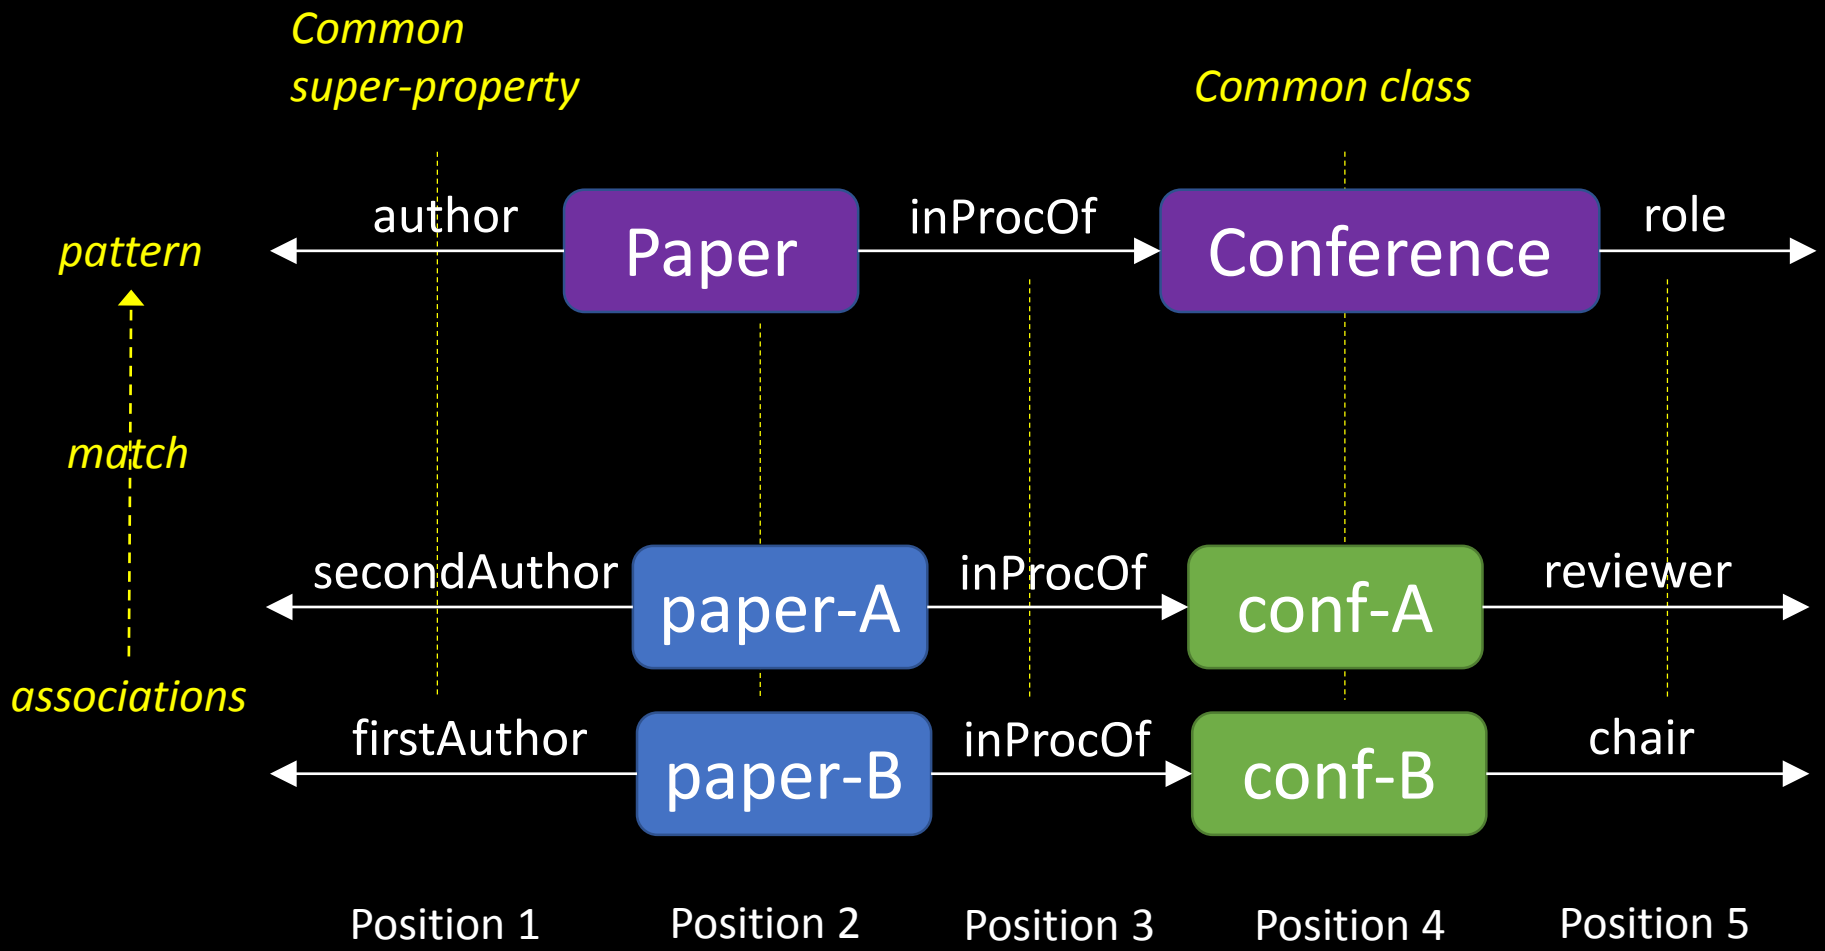 Common
super-property
Common class
pattern
author
Paper
inProcOf
Conference
role
match
secondAuthor
paper-A
inProcOf
conf-A
reviewer
associations
firstAuthor
paper-B
inProcOf
conf-B
chair
Position 1
Position 2
Position 3
Position 4
Position 5